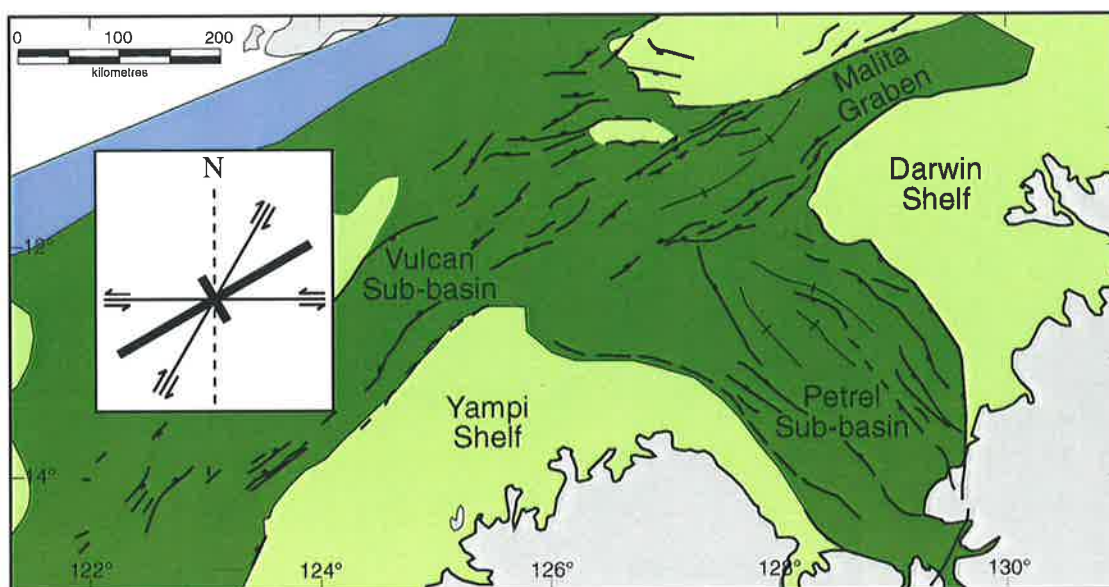 0 100 200
kilometres
Malita
Graben
Darwin
Shelf
N
12°
Vulcan
Sub-basin
Yampi
Shelf
Petrel
Sub-basin
14°
122° 124° 126° 128° 130°